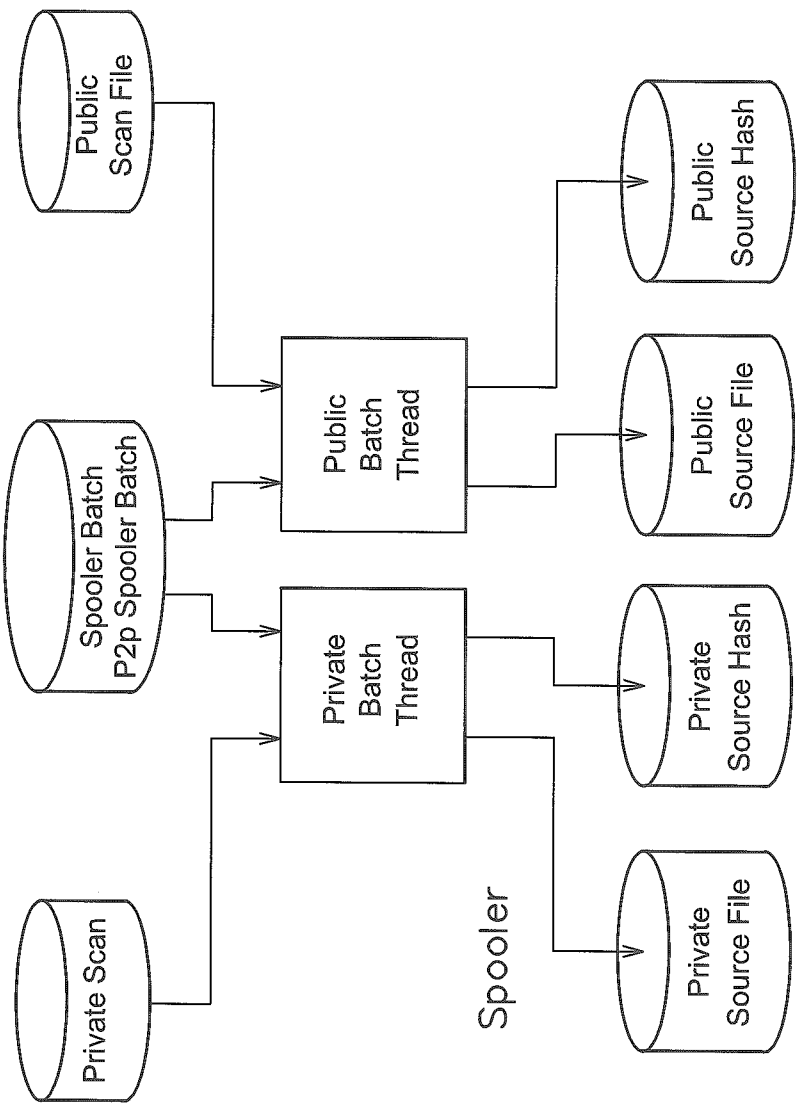 Private Scan
Spooler Batch
P2p Spooler Batch
Public
Scan File
Private
Batch
Thread
Public
Batch
Thread
Spooler
Private
Source File
Private
Source Hash
Public
Source File
Public
Source Hash